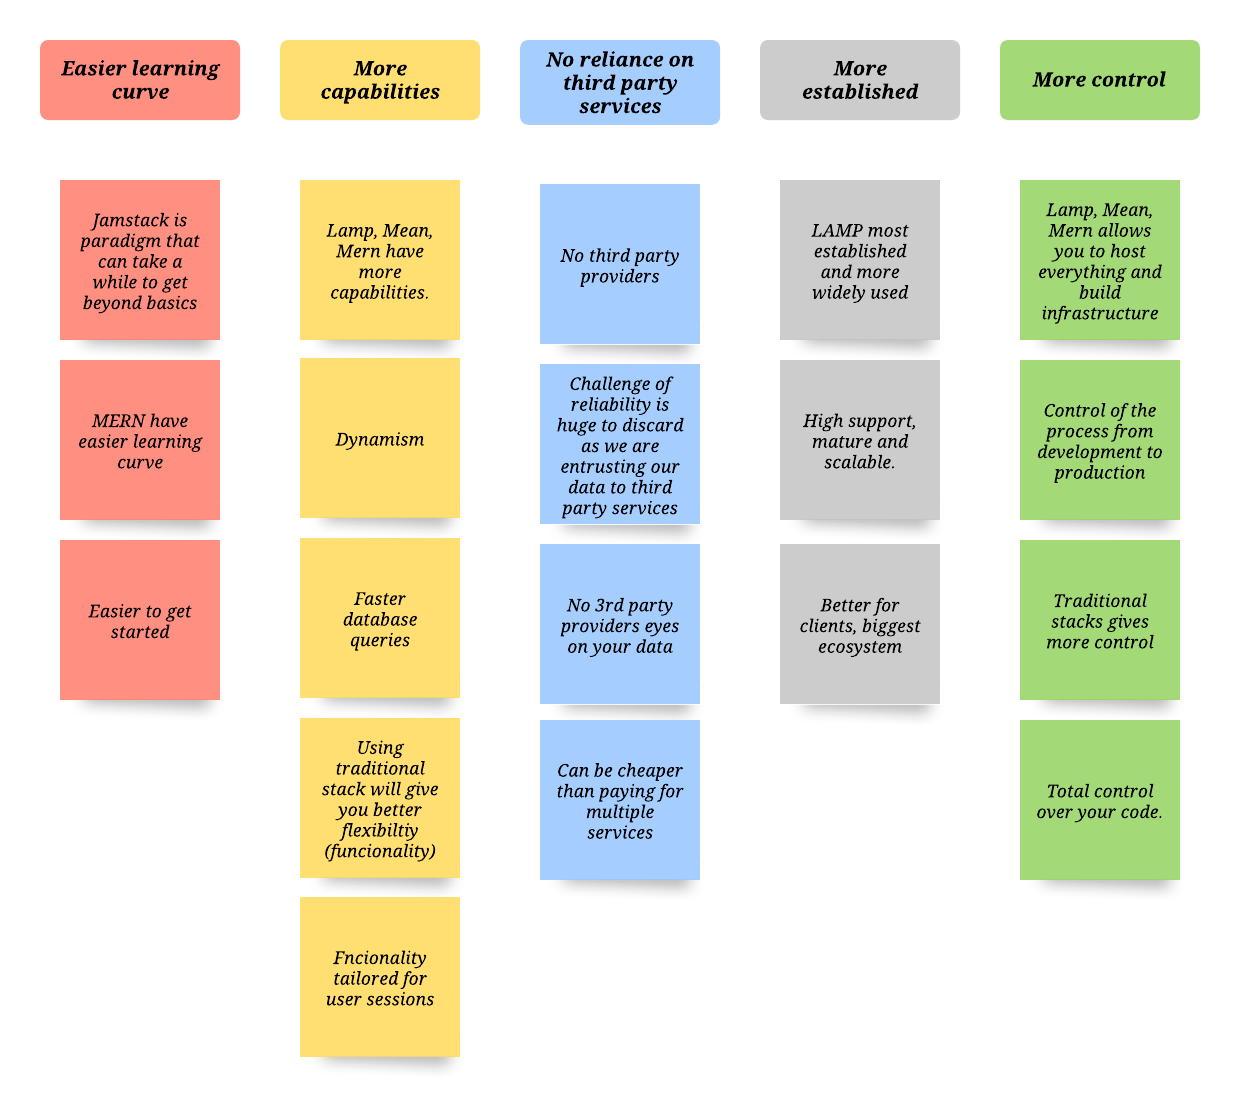 Easier learning
curve
More
capabilities
No reliance on
third party
services
More
established
More control
Jamstack is
paradigm that
can take a
while to get
beyond basics
MERN have
easier learning
curve
Easier to get
started
Lamp, Mean,
Mern have
more
capabilities.
Dynamism
Faster
database
queries
Using
traditional
stack will give
you better
flexibiltiy
(funcionality)
Fncionality
tailored for
user sessions
No third party
providers
Challenge of
reliability is
huge to discard
as we are
entrusting our
data to third
party services
No 3rd party
providers eyes
on your data
Can be cheaper
than paying for
multiple
services
LAMP most
established
and more
widely used
High support,
mature and
scalable.
Better for
clients, biggest
ecosystem
Lamp, Mean,
Mern allows
you to host
everything and
build
infrastructure
Control of the
process from
development to
production
Traditional
stacks gives
more control
Total control
over your code.